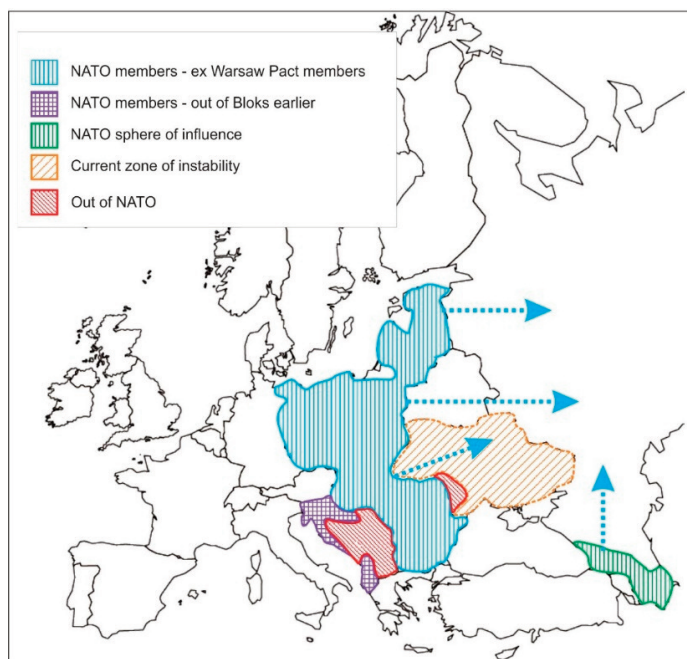 NATO members - ex Warsaw Pact members
NATO members - out of Bloks earlier
NATO sphere of influence
Current zone of instability
Out of NATO